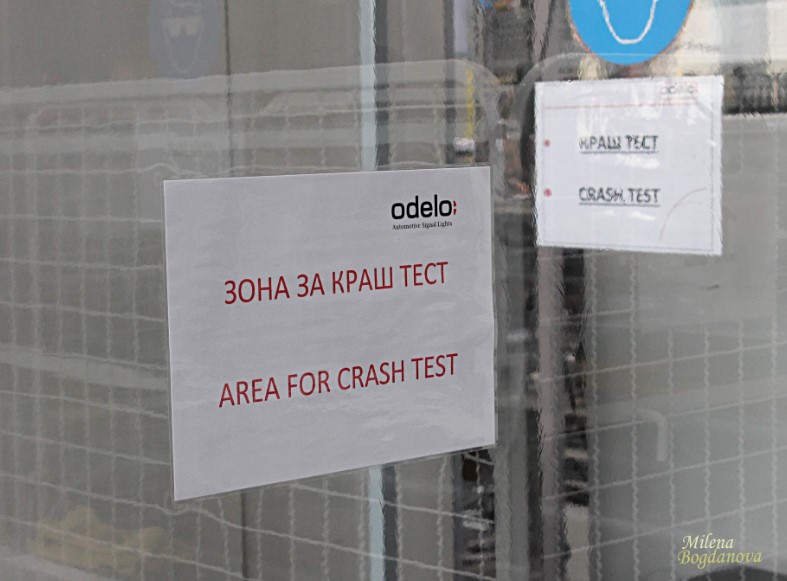 odelo
Automotive Signal Lights
ЗОНА ЗА КРАШ ТЕСТ
AREA FOR CRASH TEST
odelo
КРАШ ТЕСТ
CRASH TEST
Milena
Bogdanova